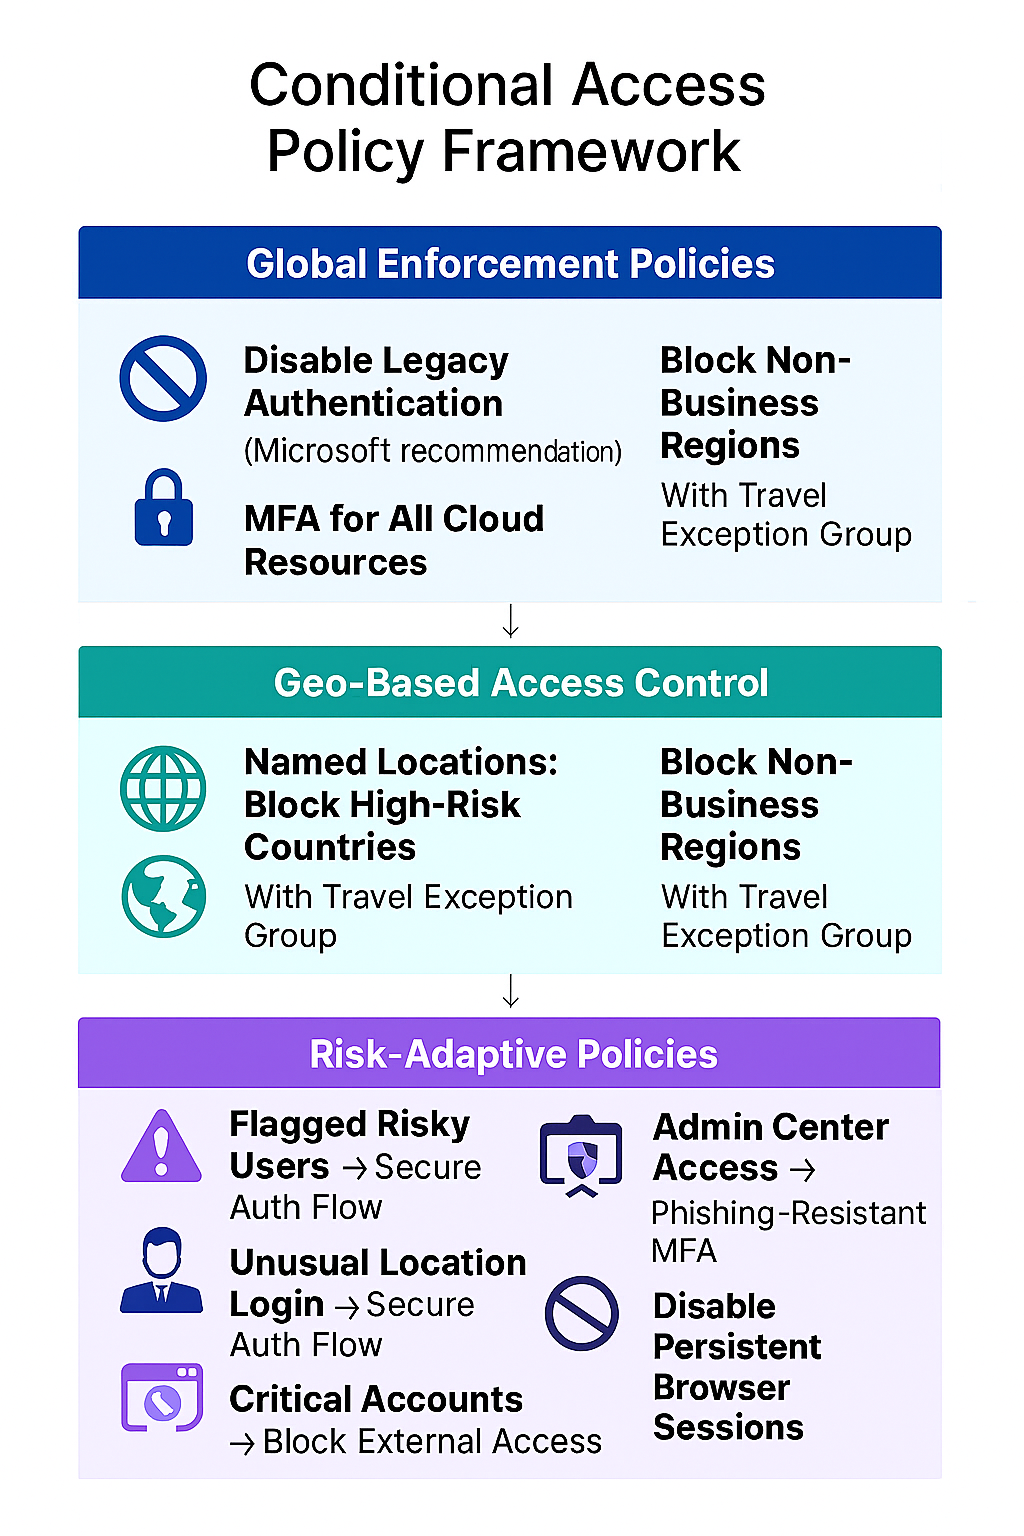 Conditional Access
Policy Framework
Global Enforcement Policies
Disable Legacy
Authentication
(Microsoft recommendation)
MFA for All Cloud
Resources
Block Non-
Business
Regions
With Travel
Exception Group
Geo-Based Access Control
Named Locations:
Block High-Risk
Countries
With Travel Exception
Group
Block Non-
Business
Regions
With Travel
Exception Group
Risk-Adaptive Policies
Flagged Risky
Users → Secure
Auth Flow
Unusual Location
Login → Secure
Auth Flow
Critical Accounts
→ Block External Access
Admin Center
Access →
Phishing-Resistant
MFA
Disable
Persistent
Browser
Sessions